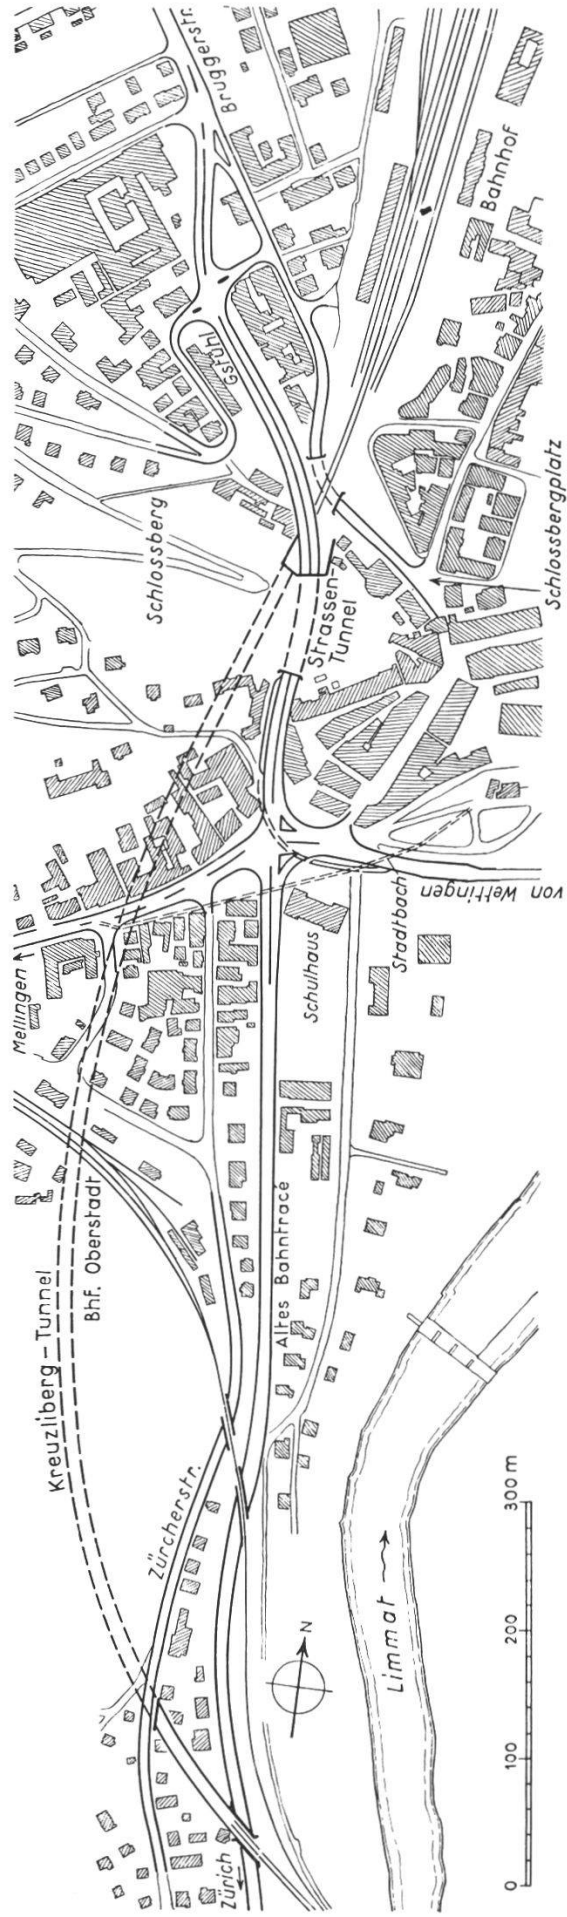 Bruggerstr.
Bahnhof
Gstühl
Schlossberg
Schlossbergplatz
Strassen-
Tunnel
von Wettingen
Stadtbach
Schulhaus
Mellingen
Bhf. Oberstadt
Kreuzliberg-Tunnel
Altes Bahntracé
Zürcherstr.
Limmat
N
Zürich
0 100 200 300 m